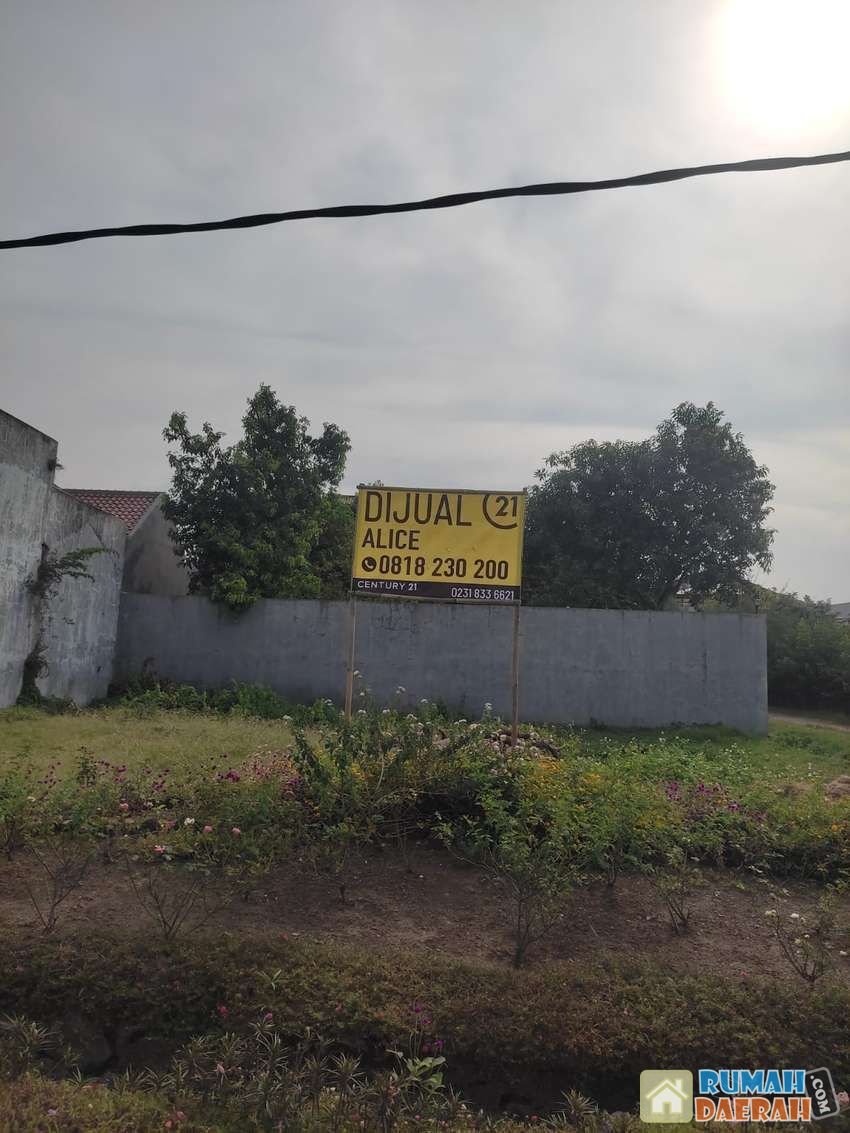 DIJUAL 21
ALICE
0818 230 200
CENTURY 21 0231 833 6621
RUMAH
DAERAH.COM